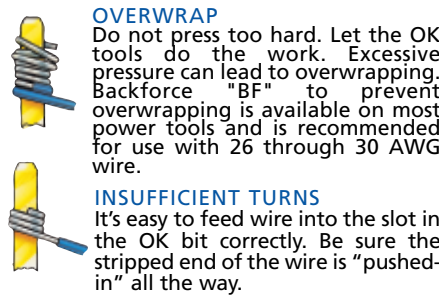 OVERWRAP
Do not press too hard. Let the OK
tools do the work. Excessive
pressure can lead to overwrapping.
Backforce "BF" to prevent
overwrapping is available on most
power tools and is recommended
for use with 26 through 30 AWG
wire.
INSUFFICIENT TURNS
It's easy to feed wire into the slot in
the OK bit correctly. Be sure the
stripped end of the wire is “pushed-
in” all the way.